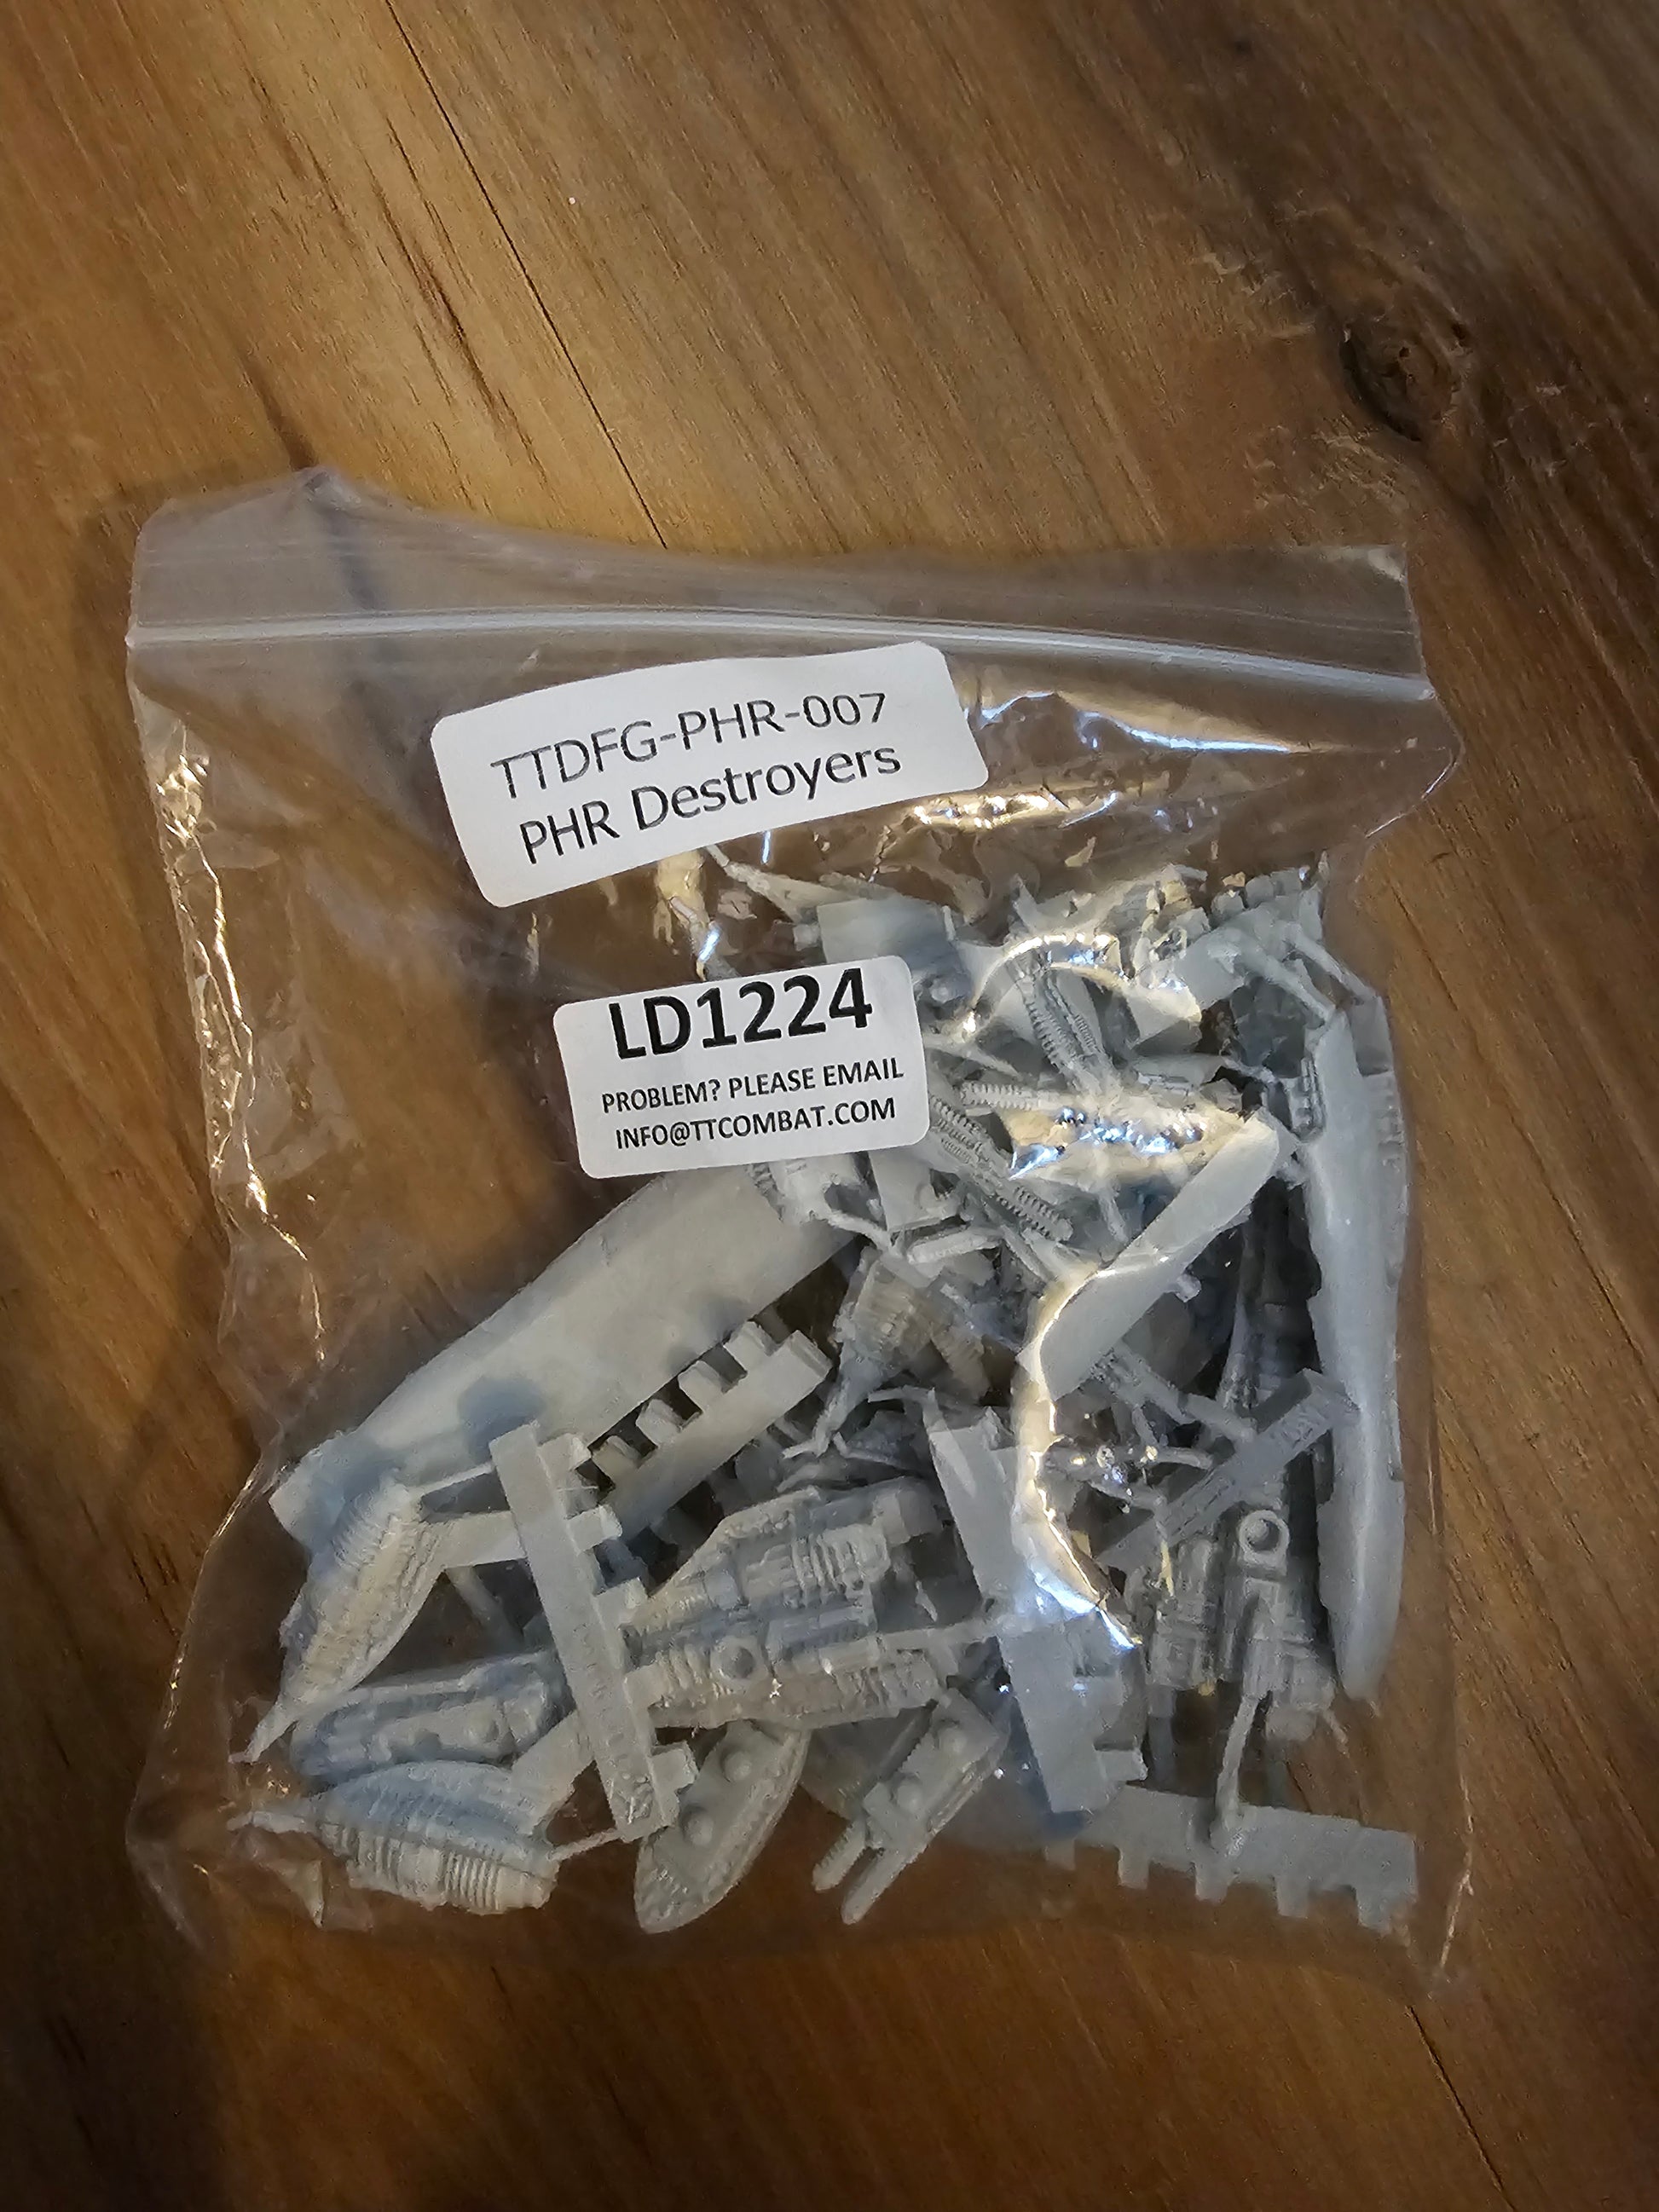 TTDFG-PHR-007
PHR Destroyers
LD1224
PROBLEM? PLEASE EMAIL
INFO@TTCOMBAT.COM